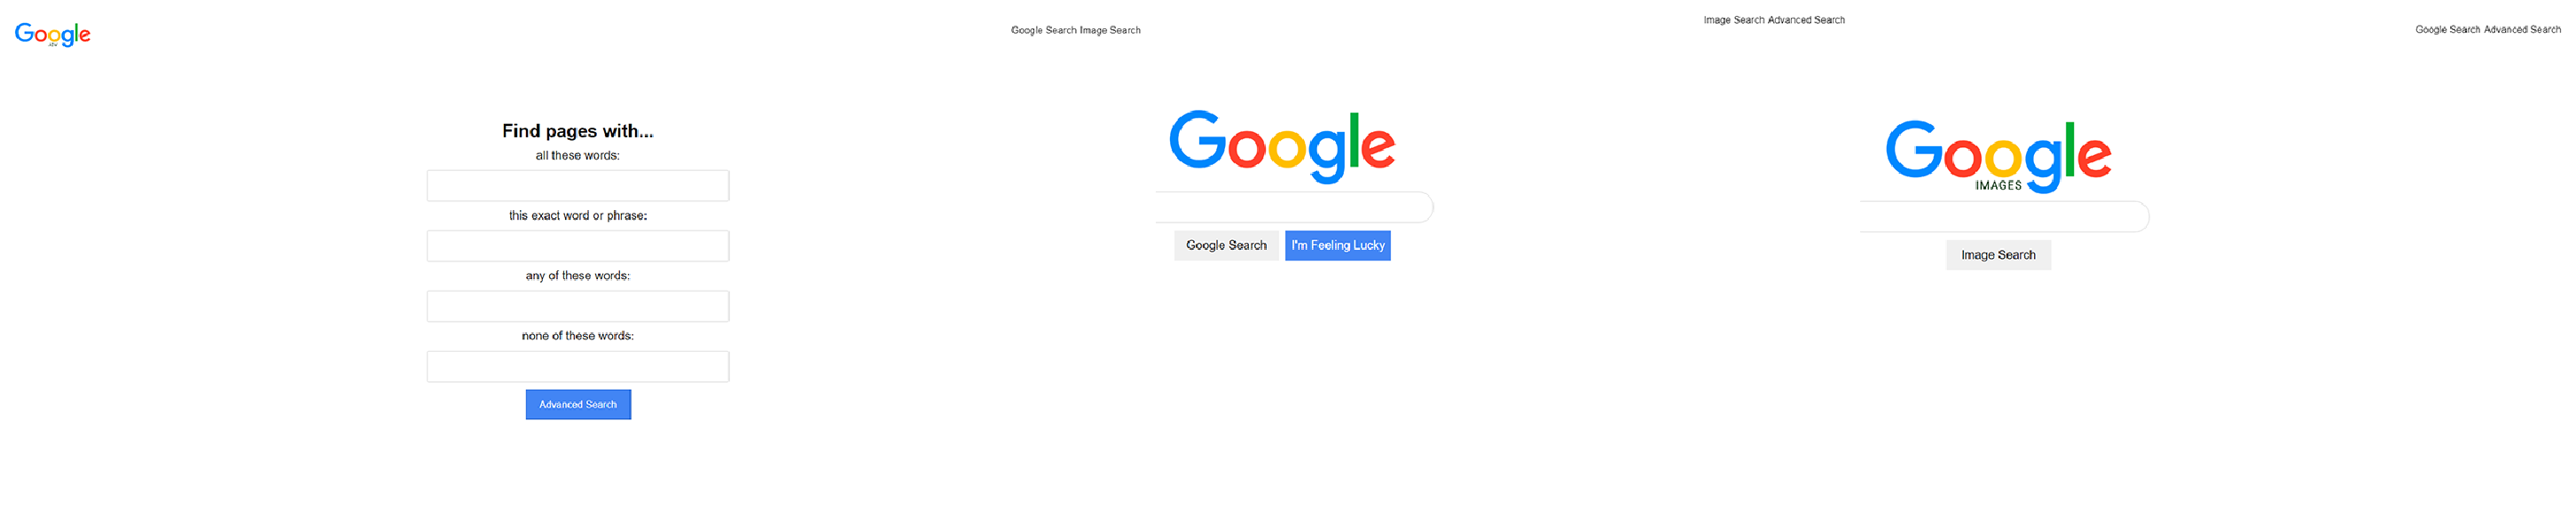 Google
Google Search Image Search
Find pages with...
all these words:
this exact word or phrase:
any of these words:
none of these words:
Advanced Search
Image Search Advanced Search
Google
Google Search
I'm Feeling Lucky
Google Search Advanced Search
Google
IMAGES
Image Search